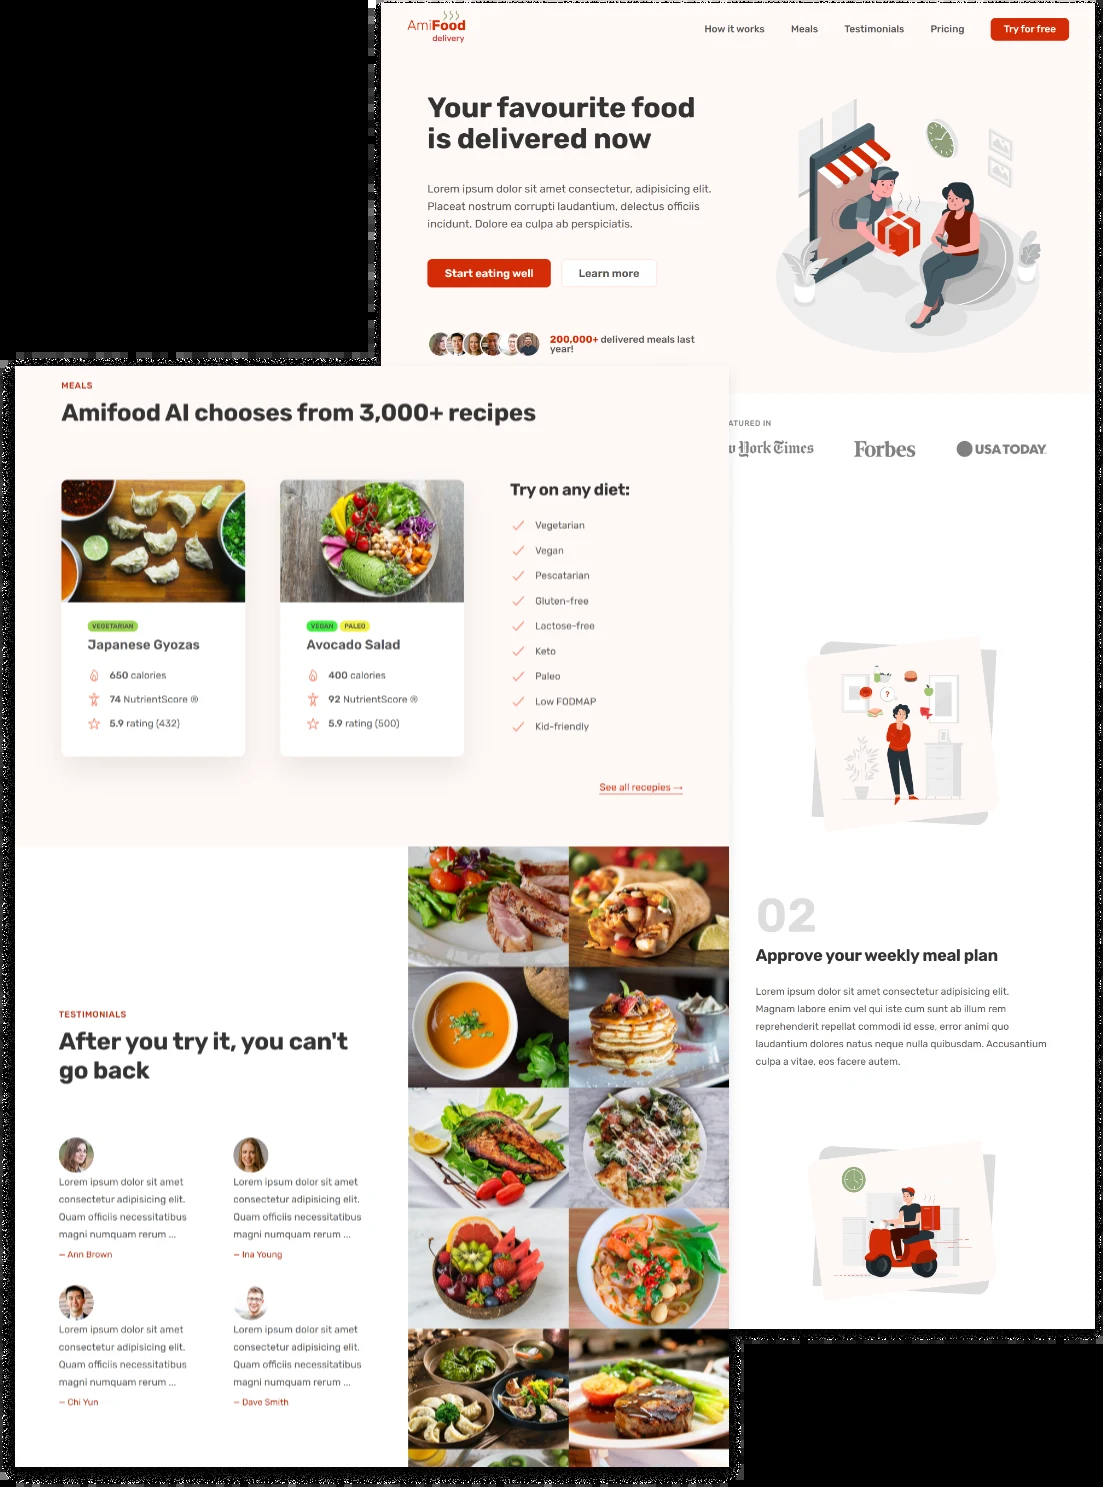 AmiFood
delivery
How it works
Meals
Testimonials
Pricing
Try for free
Your favourite food
is delivered now
Lorem ipsum dolor sit amet consectetur, adipisicing elit.
Placeat nostrum corrupti laudantium, delectus officiis
incidunt. Dolore ea culpa ab perspiciatis.
Start eating well
Learn more
200,000+ delivered meals last
year!
ATURED IN
York Times
Forbes
USA TODAY
MEALS
Amifood AI chooses from 3,000+ recipes
VEGETARIAN
Japanese Gyozas
650 calories
74 NutrientScore ®
5.9 rating (432)
VEGAN
PALEO
Avocado Salad
400 calories
92 NutrientScore ®
5.9 rating (500)
Try on any diet:
Vegetarian
Vegan
Pescatarian
Gluten-free
Lactose-free
Keto
Paleo
Low FODMAP
Kid-friendly
See all recepies →
?
02
Approve your weekly meal plan
Lorem ipsum dolor sit amet consectetur adipisicing elit.
Magnam labore enim vel qui iste cum sunt ab illum rem
reprehenderit repellat commodi id esse, error animi quo
laudantium dolores natus neque nulla quibusdam. Accusantium
culpa a vitae, eos facere autem.
TESTIMONIALS
After you try it, you can't
go back
Lorem ipsum dolor sit amet
consectetur adipisicing elit.
Quam officiis necessitatibus
magni numquam rerum ...
– Ann Brown
Lorem ipsum dolor sit amet
consectetur adipisicing elit.
Quam officiis necessitatibus
magni numquam rerum ...
– Ina Young
Lorem ipsum dolor sit amet
consectetur adipisicing elit.
Quam officiis necessitatibus
magni numquam rerum ...
– Chi Yun
Lorem ipsum dolor sit amet
consectetur adipisicing elit.
Quam officiis necessitatibus
magni numquam rerum ...
– Dave Smith